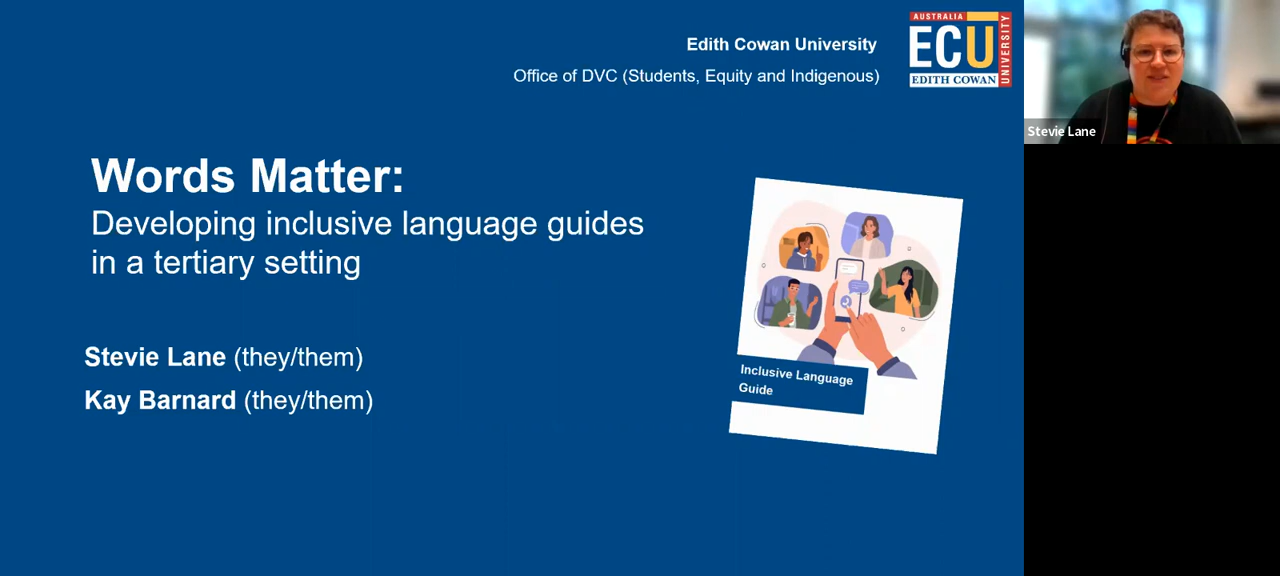 Edith Cowan University
Office of DVC (Students, Equity and Indigenous)
AUSTRALIA
ECU
EDITH COWAN
UNIVERSITY
Stevie Lane
Words Matter:
Developing inclusive language guides
in a tertiary setting
Stevie Lane (they/them)
Kay Barnard (they/them)
Inclusive Language
Guide